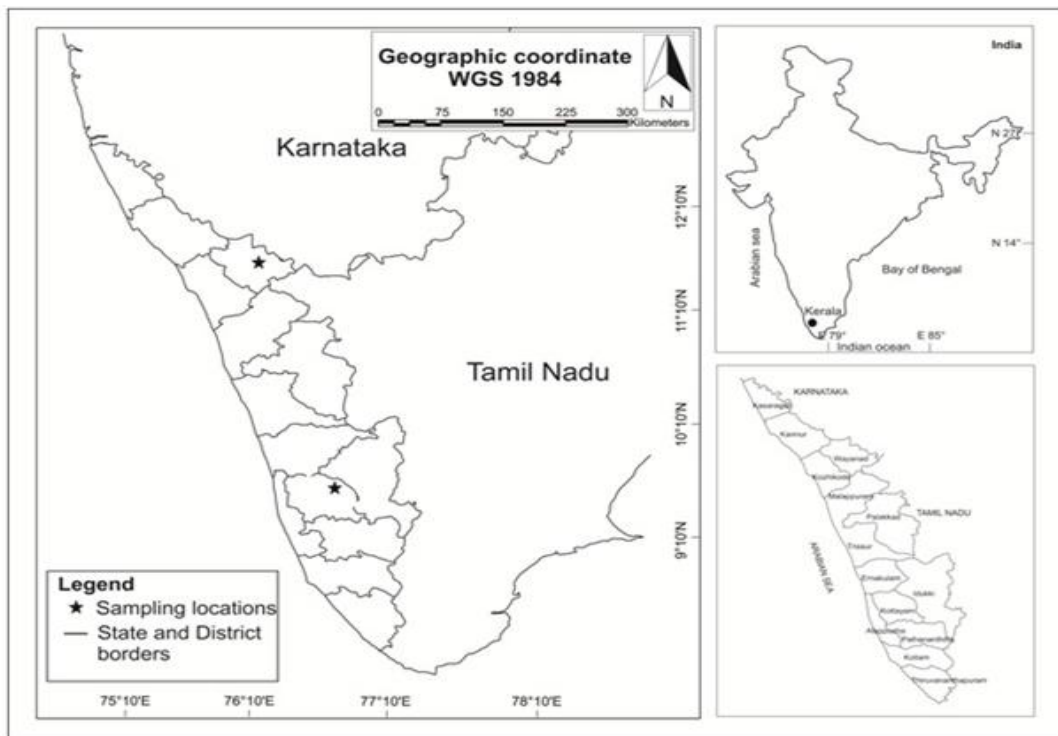 Geographic coordinate
WGS 1984
N
0 75 150 225 300
Kilometers
Karnataka
Tamil Nadu
12°10'N
11°10'N
10°10'N
9°10'N
Legend
Sampling locations
State and District
borders
75°10'E 76°10'E 77°10'E 78°10'E
India
N 27°
N 14°
Arabian sea
Bay of Bengal
Kerala
E 79° E 85°
Indian ocean
KARNATAKA
Kasaragod
Kannur
Wayanad
Kozhikode
Malappuram
Palakkad
TAMIL NADU
Trissur
ARABIAN SEA
Ernakulam
Idukki
Kottayam
Alappuzha
Pathanamthitta
Kollam
Thiruvananthapuram